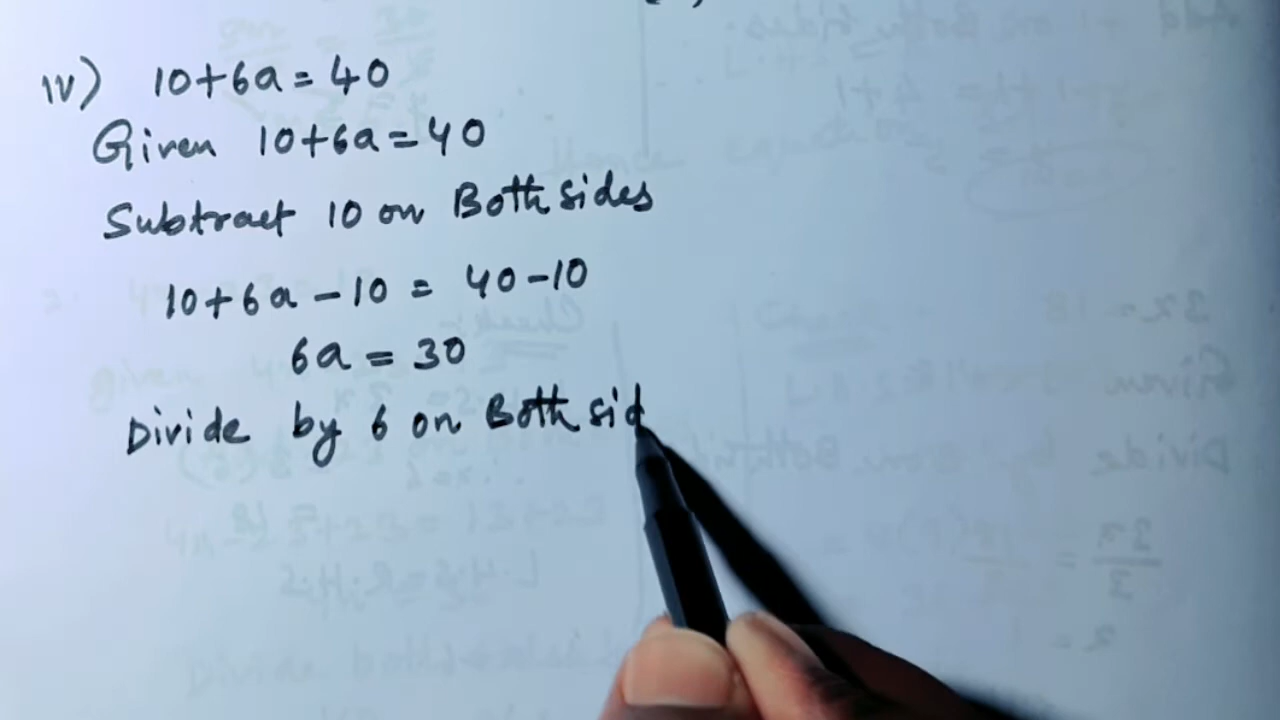 iv) 10+6a=40
Given 10+6a=40
Subtract 10 on Both sides
10+6a-10 = 40-10
6a = 30
Divide by 6 on Both sid